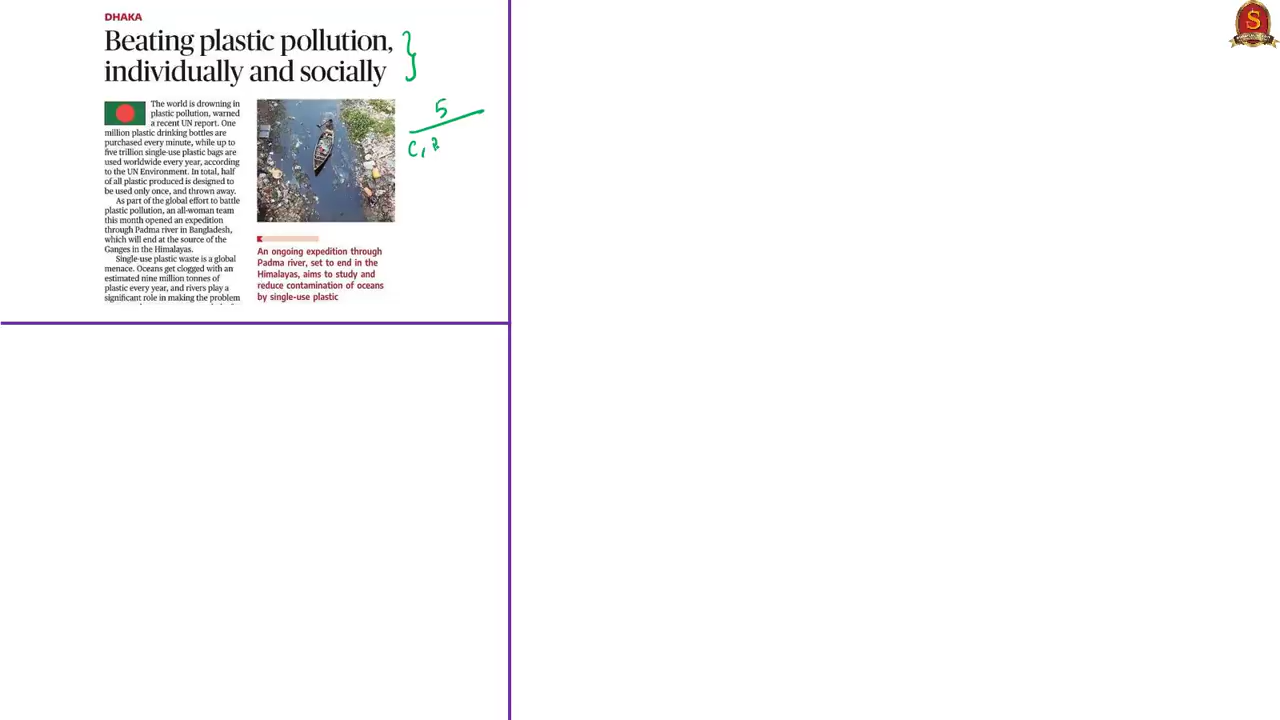 DHAKA
Beating plastic pollution,
individually and socially
The world is drowning in
plastic pollution, warned
a recent UN report. One
million plastic drinking bottles are
purchased every minute, while up to
five trillion single-use plastic bags are
used worldwide every year, according
to the UN Environment. In total, half
of all plastic produced is designed to
be used only once, and thrown away.
As part of the global effort to battle
plastic pollution, an all-woman team
this month opened an expedition
through Padma river in Bangladesh,
which will end at the source of the
Ganges in the Himalayas.
Single-use plastic waste is a global
menace. Oceans get clogged with an
estimated nine million tonnes of
plastic every year, and rivers play a
significant role in making the problem
An ongoing expedition through
Padma river, set to end in the
Himalayas, aims to study and
reduce contamination of oceans
by single-use plastic
5
C,
S